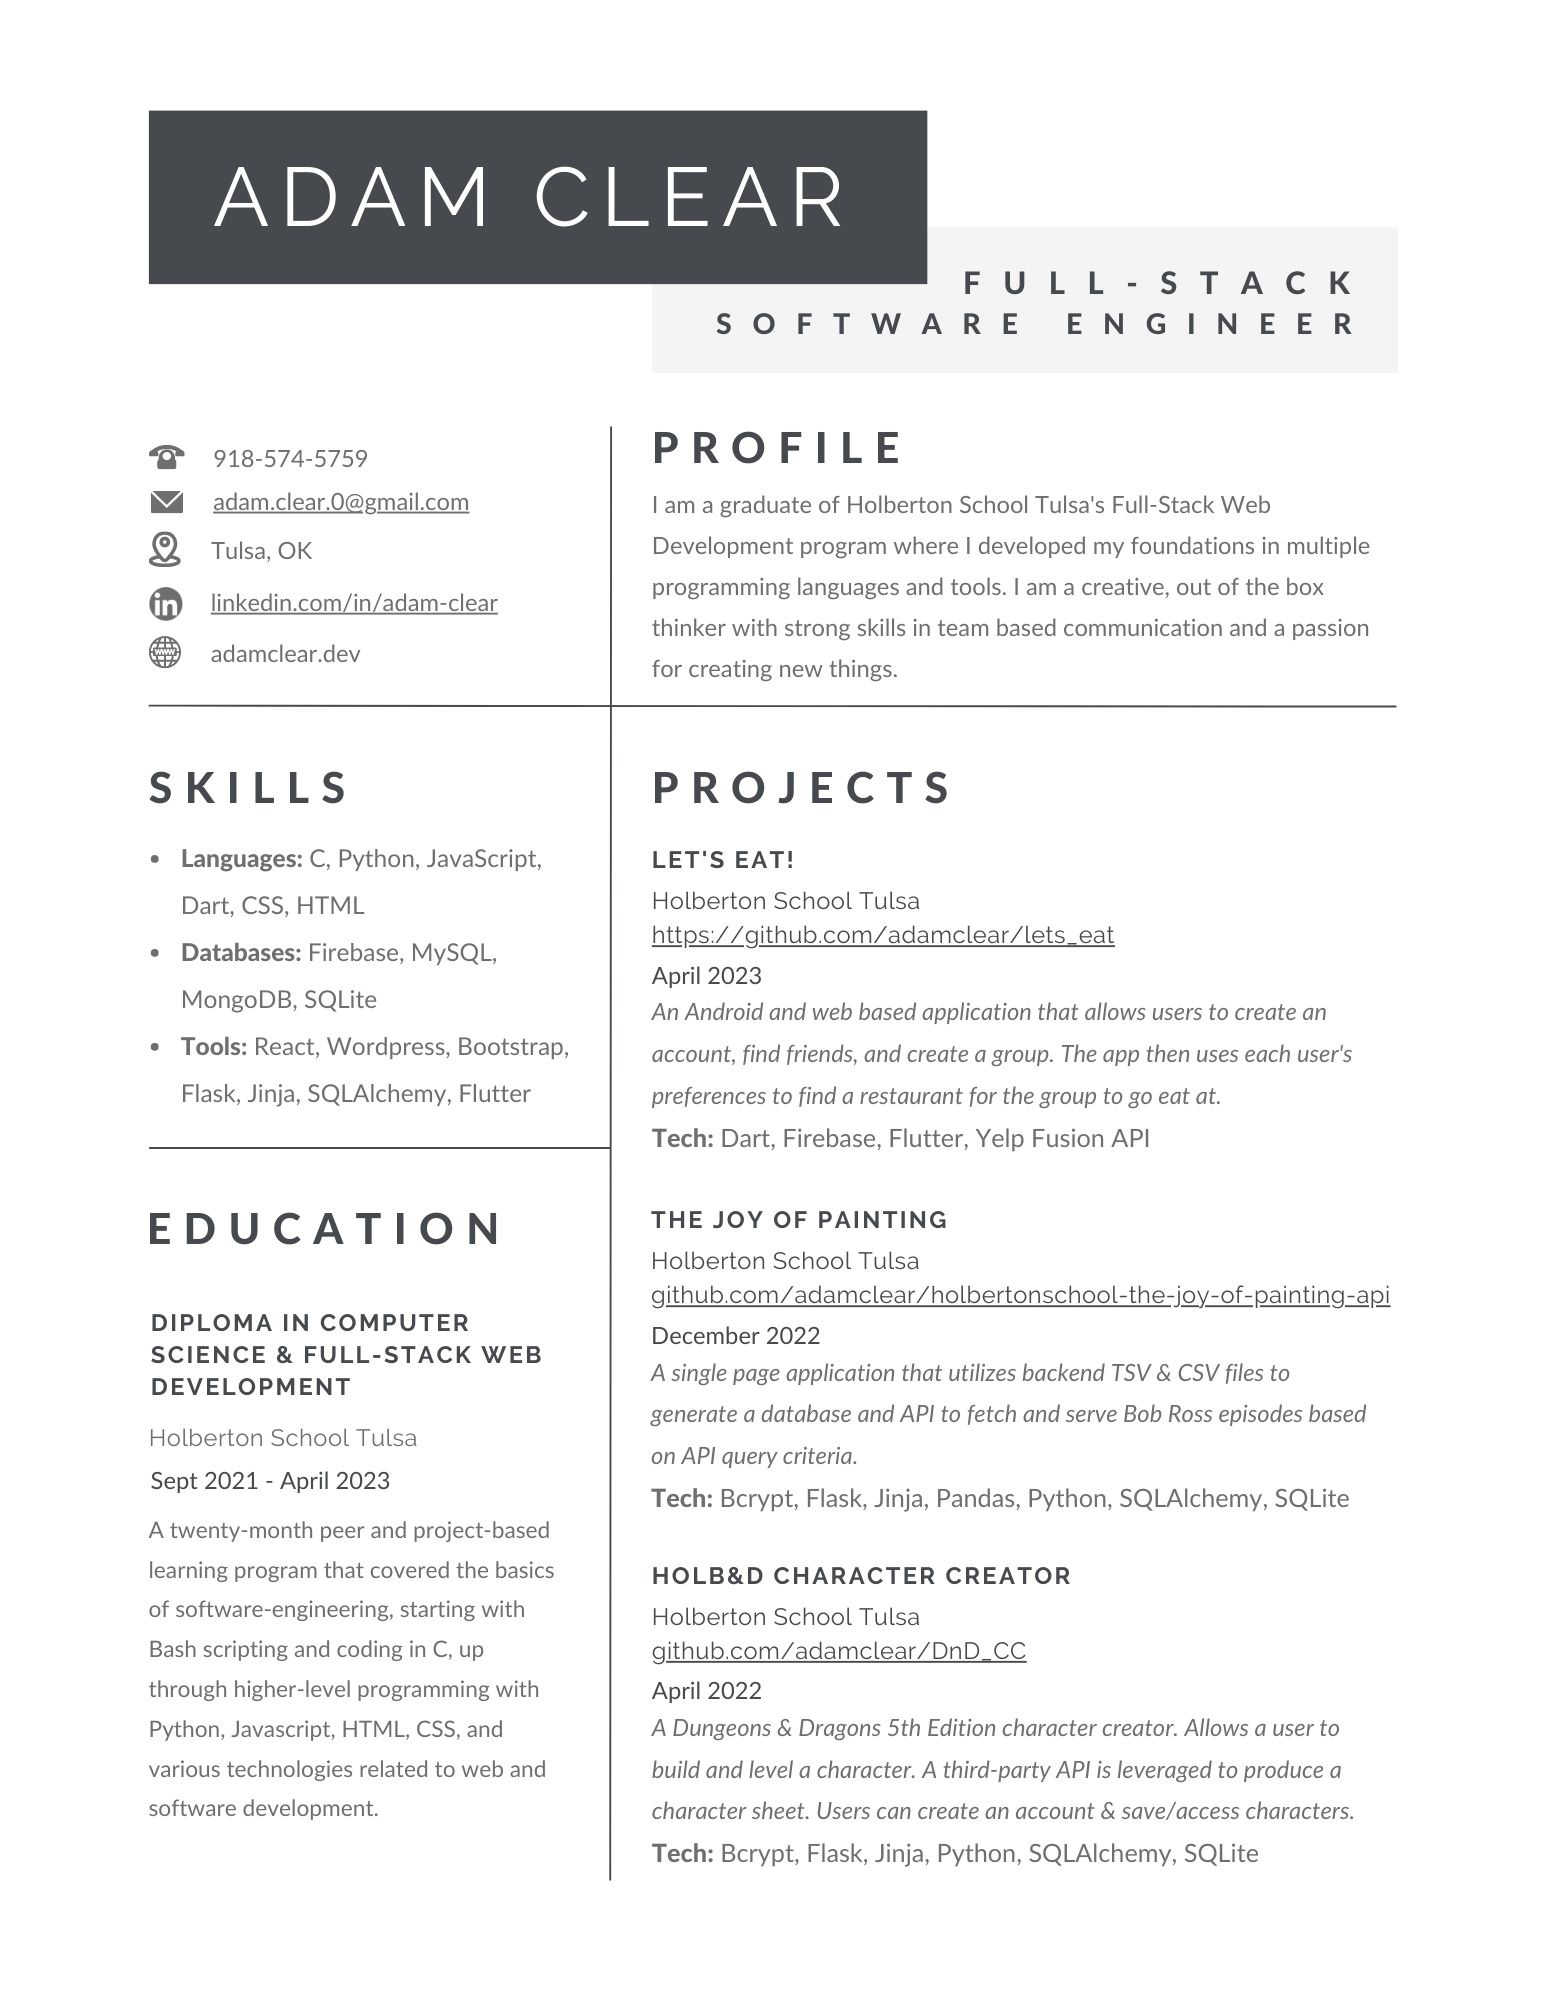 ADAM CLEAR
FULL-STACK
SOFTWARE ENGINEER
918-574-5759
adam.clear.0@gmail.com
Tulsa, OK
linkedin.com/in/adam-clear
adamclear.dev
PROFILE
I am a graduate of Holberton School Tulsa's Full-Stack Web
Development program where I developed my foundations in multiple
programming languages and tools. I am a creative, out of the box
thinker with strong skills in team based communication and a passion
for creating new things.
SKILLS
• Languages: C, Python, JavaScript,
Dart, CSS, HTML
• Databases: Firebase, MySQL,
MongoDB, SQLite
• Tools: React, Wordpress, Bootstrap,
Flask, Jinja, SQLAlchemy, Flutter
EDUCATION
DIPLOMA IN COMPUTER
SCIENCE & FULL-STACK WEB
DEVELOPMENT
Holberton School Tulsa
Sept 2021 - April 2023
A twenty-month peer and project-based
learning program that covered the basics
of software-engineering, starting with
Bash scripting and coding in C, up
through higher-level programming with
Python, Javascript, HTML, CSS, and
various technologies related to web and
software development.
PROJECTS
LET'S EAT!
Holberton School Tulsa
https://github.com/adamclear/lets_eat
April 2023
An Android and web based application that allows users to create an
account, find friends, and create a group. The app then uses each user's
preferences to find a restaurant for the group to go eat at.
Tech: Dart, Firebase, Flutter, Yelp Fusion API
THE JOY OF PAINTING
Holberton School Tulsa
github.com/adamclear/holbertonschool-the-joy-of-painting-api
December 2022
A single page application that utilizes backend TSV & CSV files to
generate a database and API to fetch and serve Bob Ross episodes based
on API query criteria.
Tech: Bcrypt, Flask, Jinja, Pandas, Python, SQLAlchemy, SQLite
HOLB&D CHARACTER CREATOR
Holberton School Tulsa
github.com/adamclear/DnD_CC
April 2022
A Dungeons & Dragons 5th Edition character creator. Allows a user to
build and level a character. A third-party API is leveraged to produce a
character sheet. Users can create an account & save/access characters.
Tech: Bcrypt, Flask, Jinja, Python, SQLAlchemy, SQLite